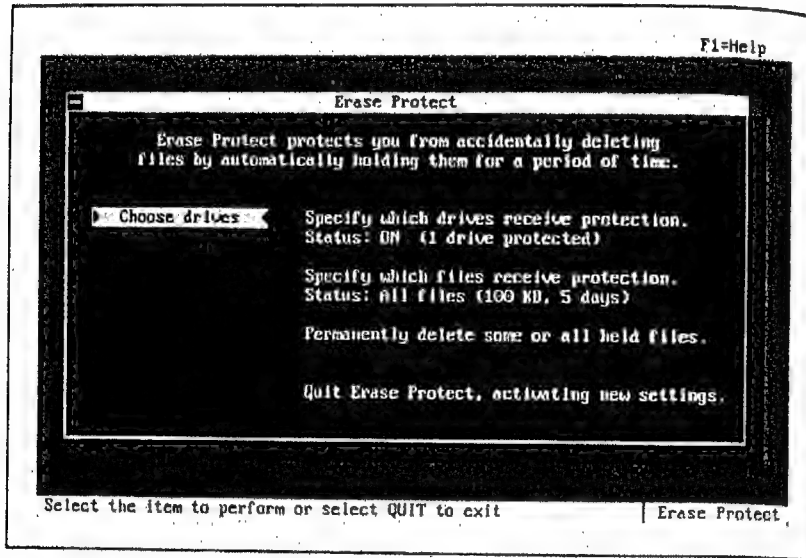 F1=Help
Erase Protect
Erase Protect protects you from accidentally deleting
files by automatically holding them for a period of time.
Choose drives
Specify which drives receive protection.
Status: ON (1 drive protected)
Specify which files receive protection.
Status: All files (100 KB, 5 days)
Permanently delete some or all held files.
Quit Erase Protect, activating new settings.
Select the item to perform or select QUIT to exit
Erase Protect